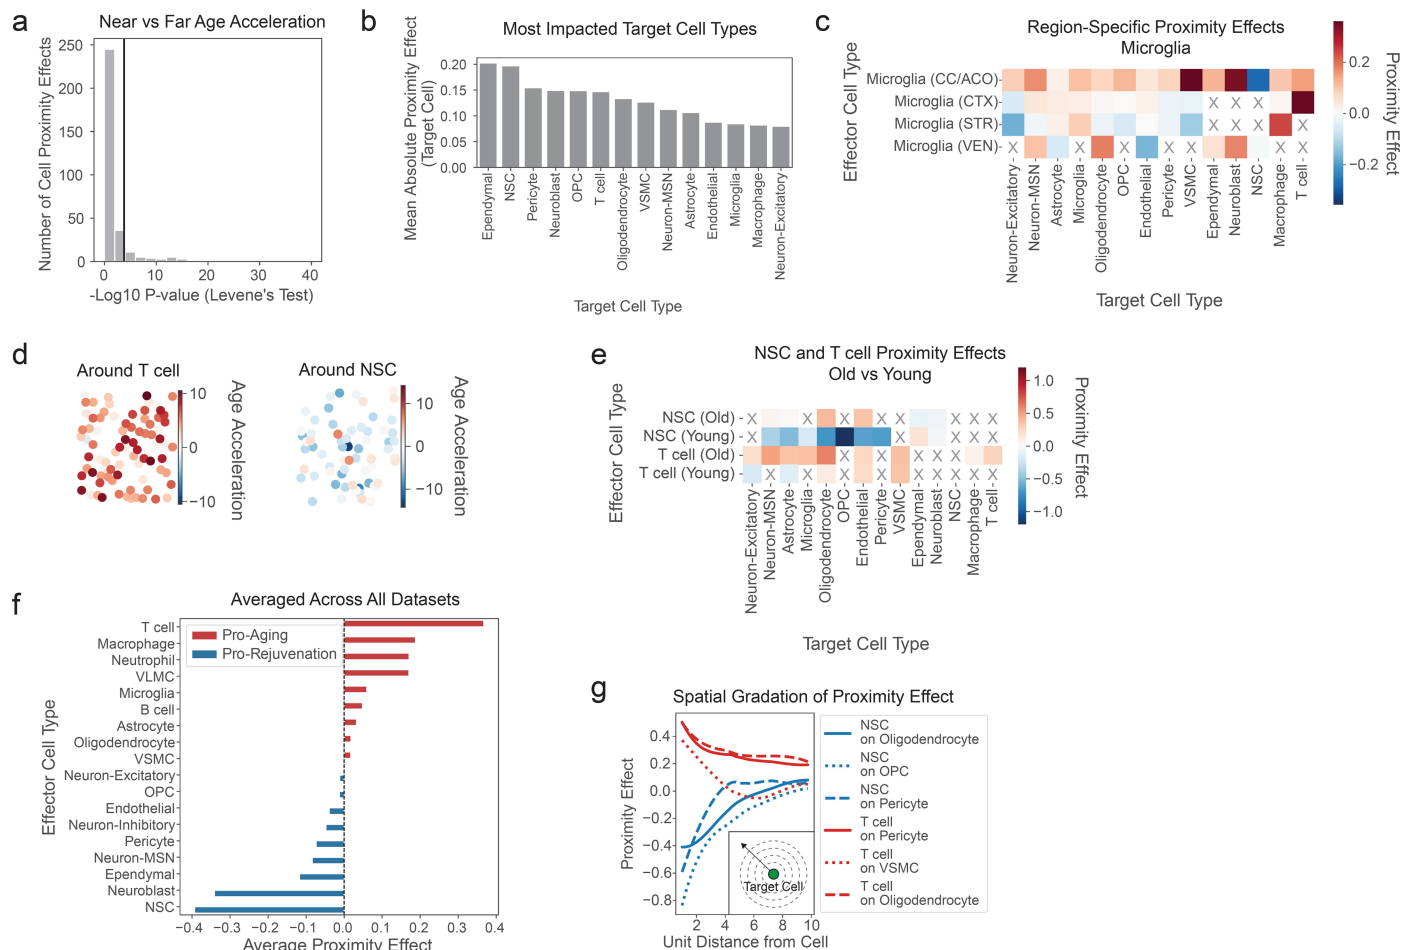 a
Near vs Far Age Acceleration
Number of Cell Proximity Effects
250
200
150
100
50
0
0 10 20 30 40
-Log10 P-value (Levene's Test)
b
Most Impacted Target Cell Types
Mean Absolute Proximity Effect
(Target Cell)
0.20
0.15
0.10
0.05
0.00
Ependymal
NSC
Pericyte
Neuroblast
OPC
T cell
Oligodendrocyte
VSMC
Neuron-MSN
Astrocyte
Endothelial
Microglia
Macrophage
Neuron-Excitatory
Target Cell Type
c
Region-Specific Proximity Effects
Microglia
Effector Cell Type
Microglia (CC/ACO)
Microglia (CTX)
X X X
Microglia (STR)
X X X X
Microglia (VEN)
X X X X X X
Neuron-Excitatory
Neuron-MSN
Astrocyte
Microglia
Oligodendrocyte
OPC
Endothelial
Pericyte
VSMC
Ependymal
Neuroblast
NSC
Macrophage
T cell
Target Cell Type
0.2
0.0
−0.2
Proximity Effect
d
Around T cell
10
0
−10
Age Acceleration
Around NSC
10
0
−10
Age Acceleration
e
NSC and T cell Proximity Effects
Old vs Young
Effector Cell Type
NSC (Old)
X X X X X X X
NSC (Young)
X X X X X
T cell (Old)
X X X X X
T cell (Young)
X X X X X X X X
Neuron-Excitatory
Neuron-MSN
Astrocyte
Microglia
Oligodendrocyte
OPC
Endothelial
Pericyte
VSMC
Ependymal
Neuroblast
NSC
Macrophage
T cell
Target Cell Type
1.0
0.5
0.0
−0.5
−1.0
Proximity Effect
f
Averaged Across All Datasets
Effector Cell Type
T cell
Macrophage
Neutrophil
VLMC
Microglia
B cell
Astrocyte
Oligodendrocyte
VSMC
Neuron-Excitatory
OPC
Endothelial
Neuron-Inhibitory
Pericyte
Neuron-MSN
Ependymal
Neuroblast
NSC
Pro-Aging
Pro-Rejuvenation
−0.4 −0.3 −0.2 −0.1 0.0 0.1 0.2 0.3 0.4
Average Proximity Effect
g
Spatial Gradation of Proximity Effect
Proximity Effect
0.4
0.2
0.0
−0.2
−0.4
−0.6
−0.8
Target Cell
2 4 6 8 10
Unit Distance from Cell
NSC
on Oligodendrocyte
NSC
on OPC
NSC
on Pericyte
T cell
on Pericyte
T cell
on VSMC
T cell
on Oligodendrocyte